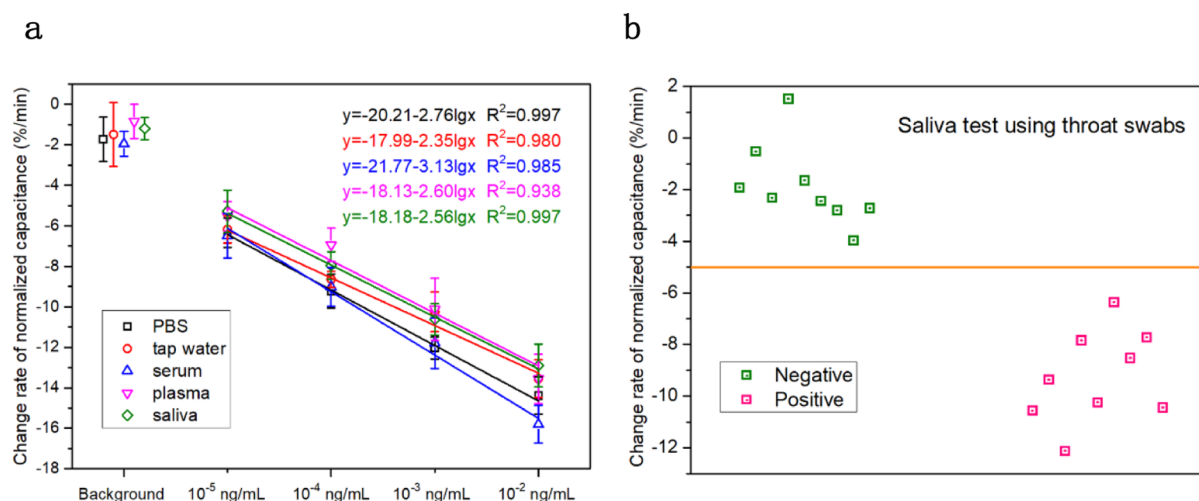 a
Change rate of normalized capacitance (%/min)
0
-2
-4
-6
-8
-10
-12
-14
-16
-18
y=-20.21-2.76lgx R²=0.997
y=-17.99-2.35lgx R²=0.980
y=-21.77-3.13lgx R²=0.985
y=-18.13-2.60lgx R²=0.938
y=-18.18-2.56lgx R²=0.997
PBS
tap water
serum
plasma
saliva
Background 10⁻⁵ ng/mL 10⁻⁴ ng/mL 10⁻³ ng/mL 10⁻² ng/mL
b
Change rate of normalized capacitance (%/min)
2
0
-2
-4
-6
-8
-10
-12
Saliva test using throat swabs
Negative
Positive